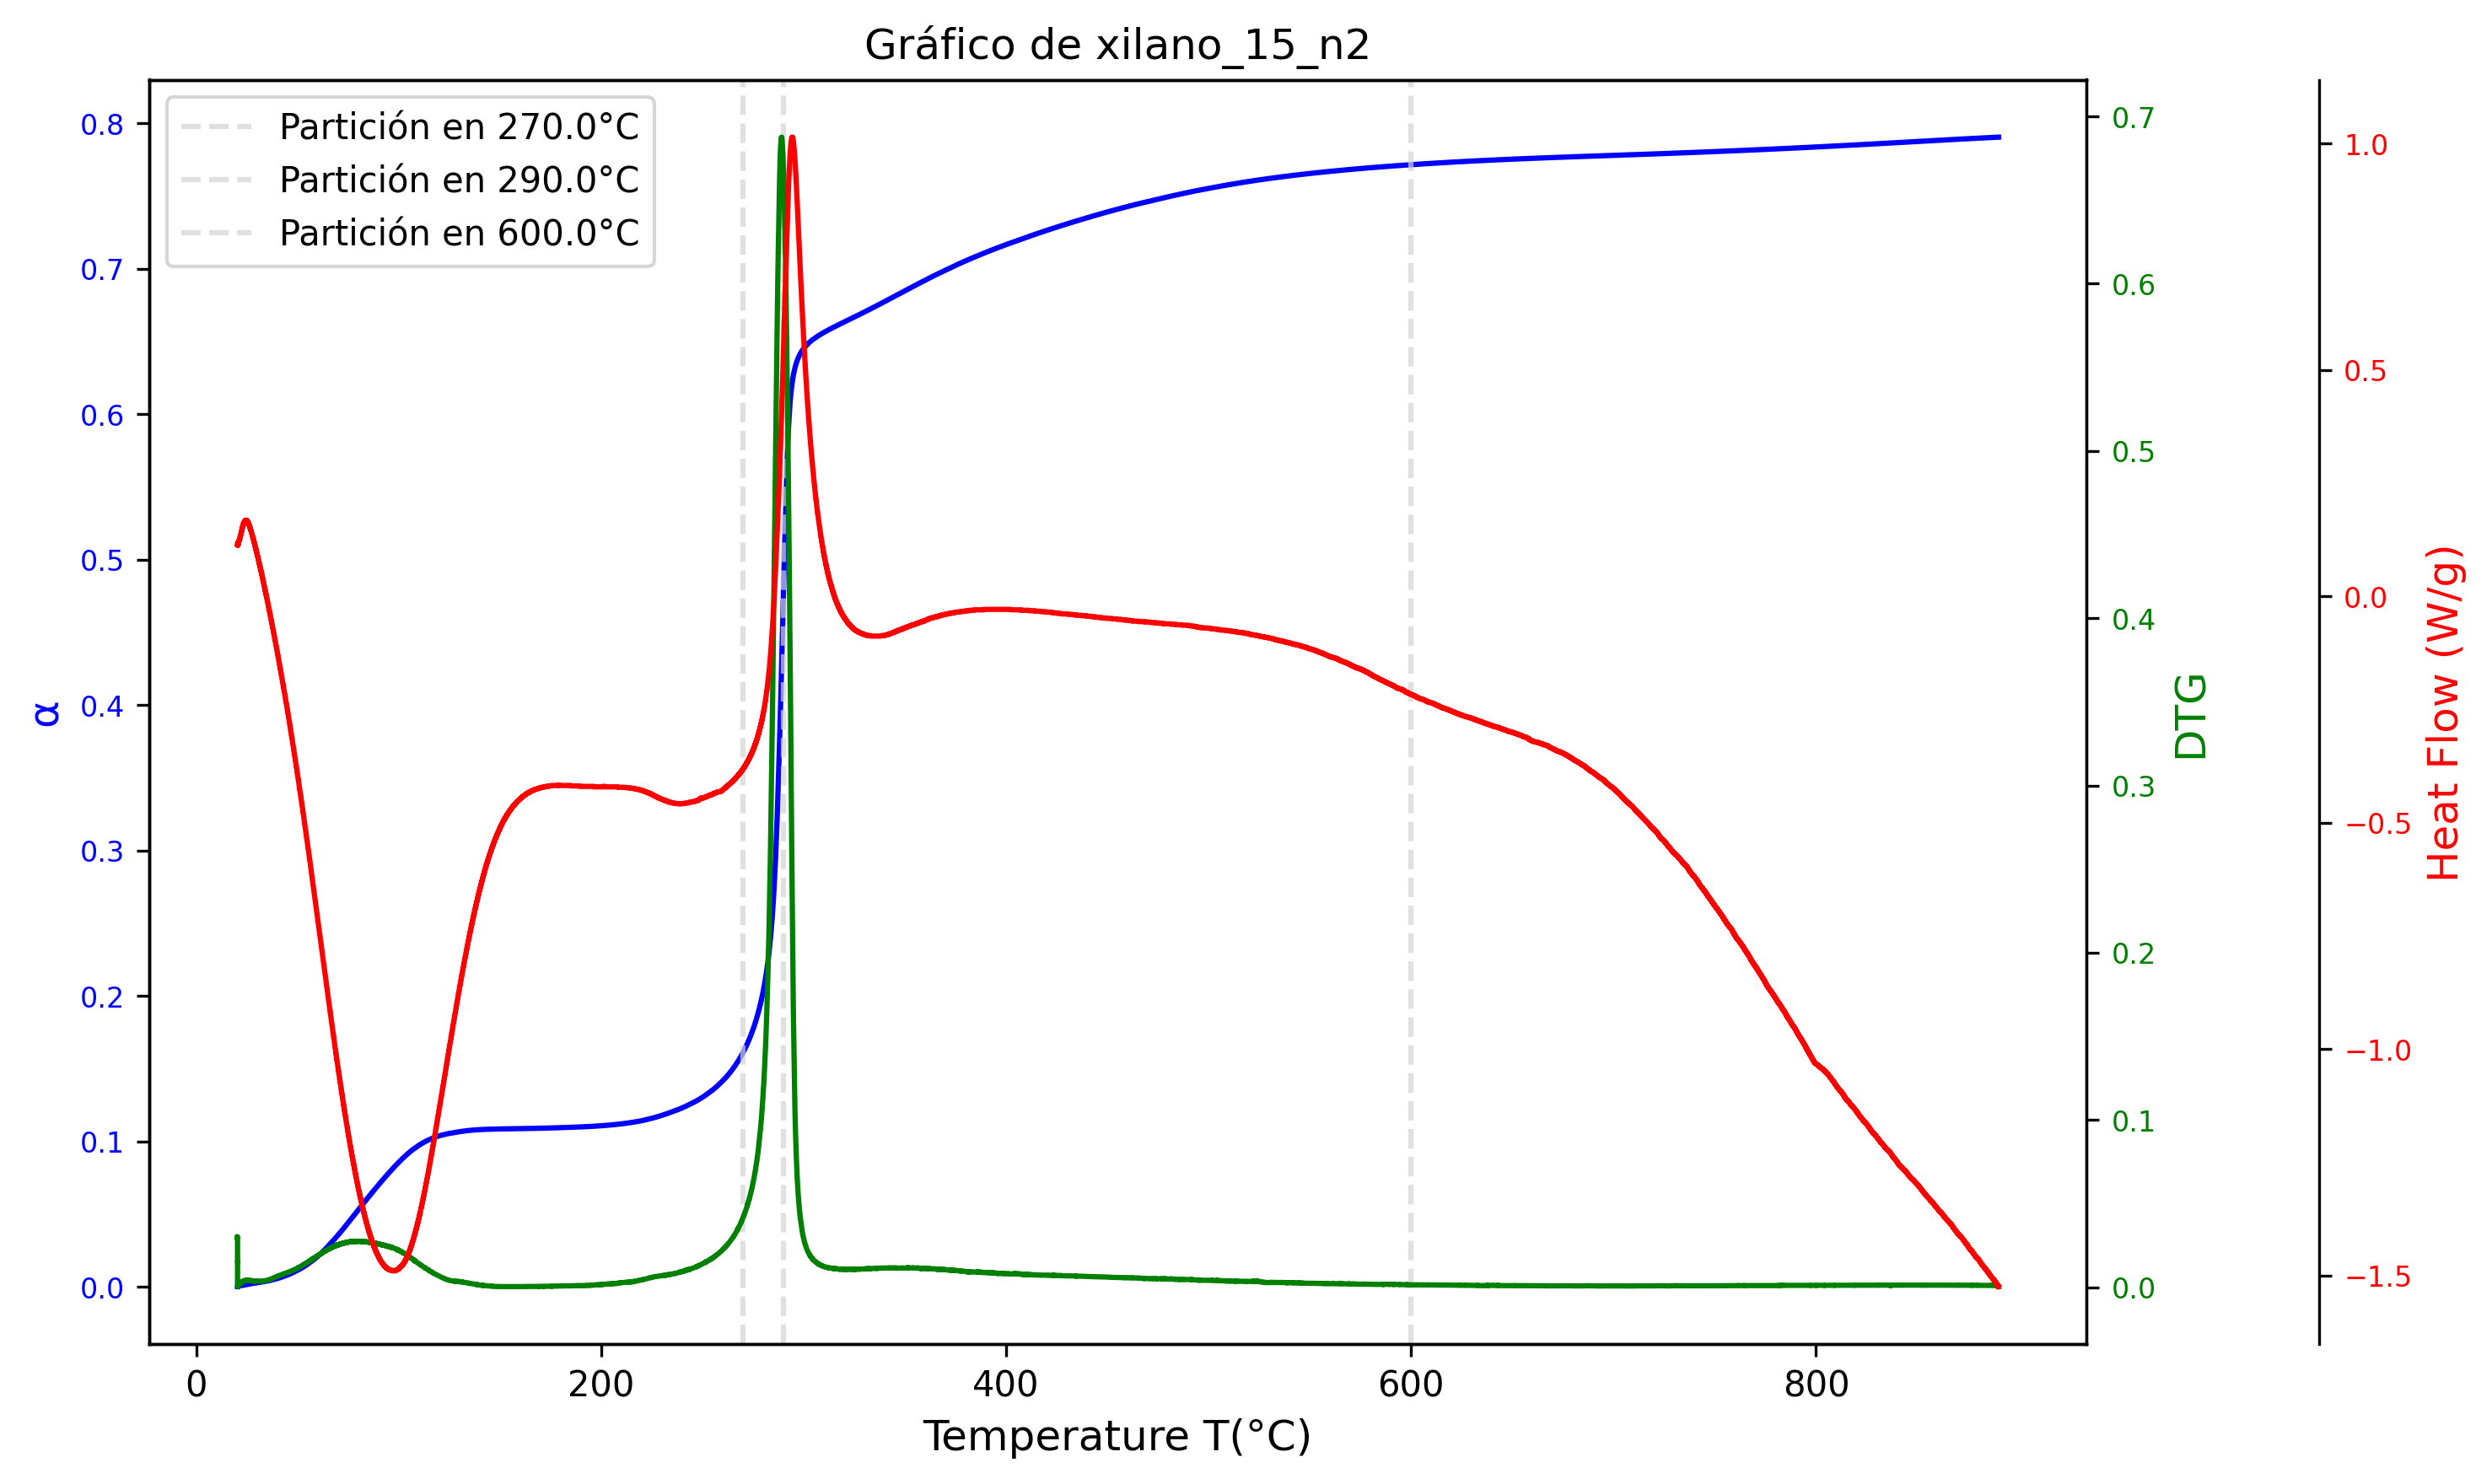 Gráfico de xilano_15_n2
Partición en 270.0°C
Partición en 290.0°C
Partición en 600.0°C
α
0.8
0.7
0.6
0.5
0.4
0.3
0.2
0.1
0.0
0 200 400 600 800
Temperature T(°C)
0.7
0.6
0.5
0.4
0.3
0.2
0.1
0.0
DTG
1.0
0.5
0.0
−0.5
−1.0
−1.5
Heat Flow (W/g)